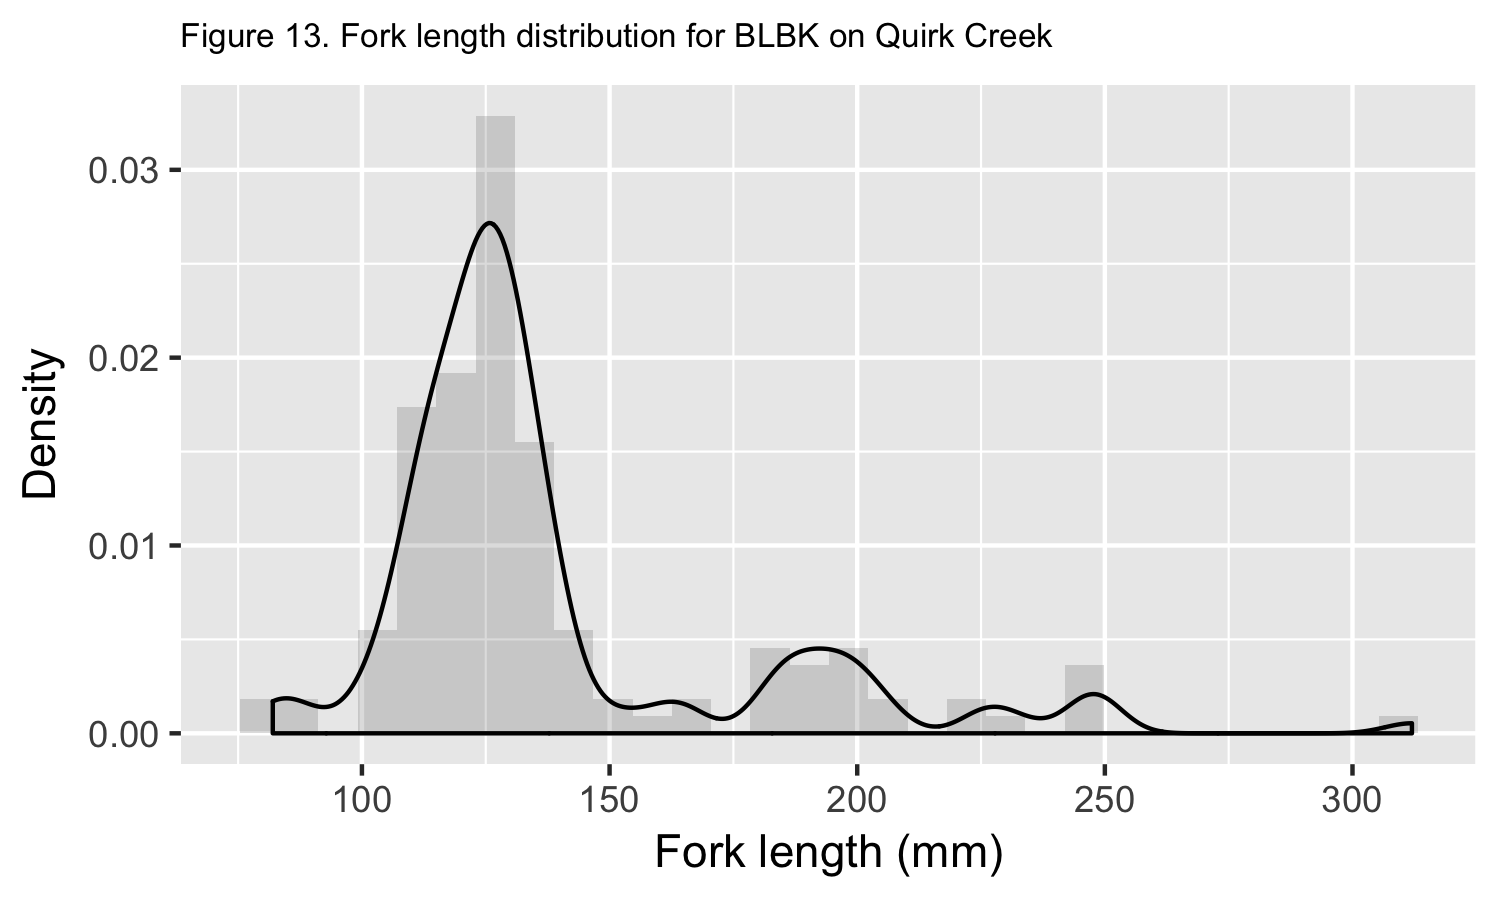 Figure 13. Fork length distribution for BLBK on Quirk Creek
0.03
0.02
0.01
0.00
Density
100 150 200 250 300
Fork length (mm)